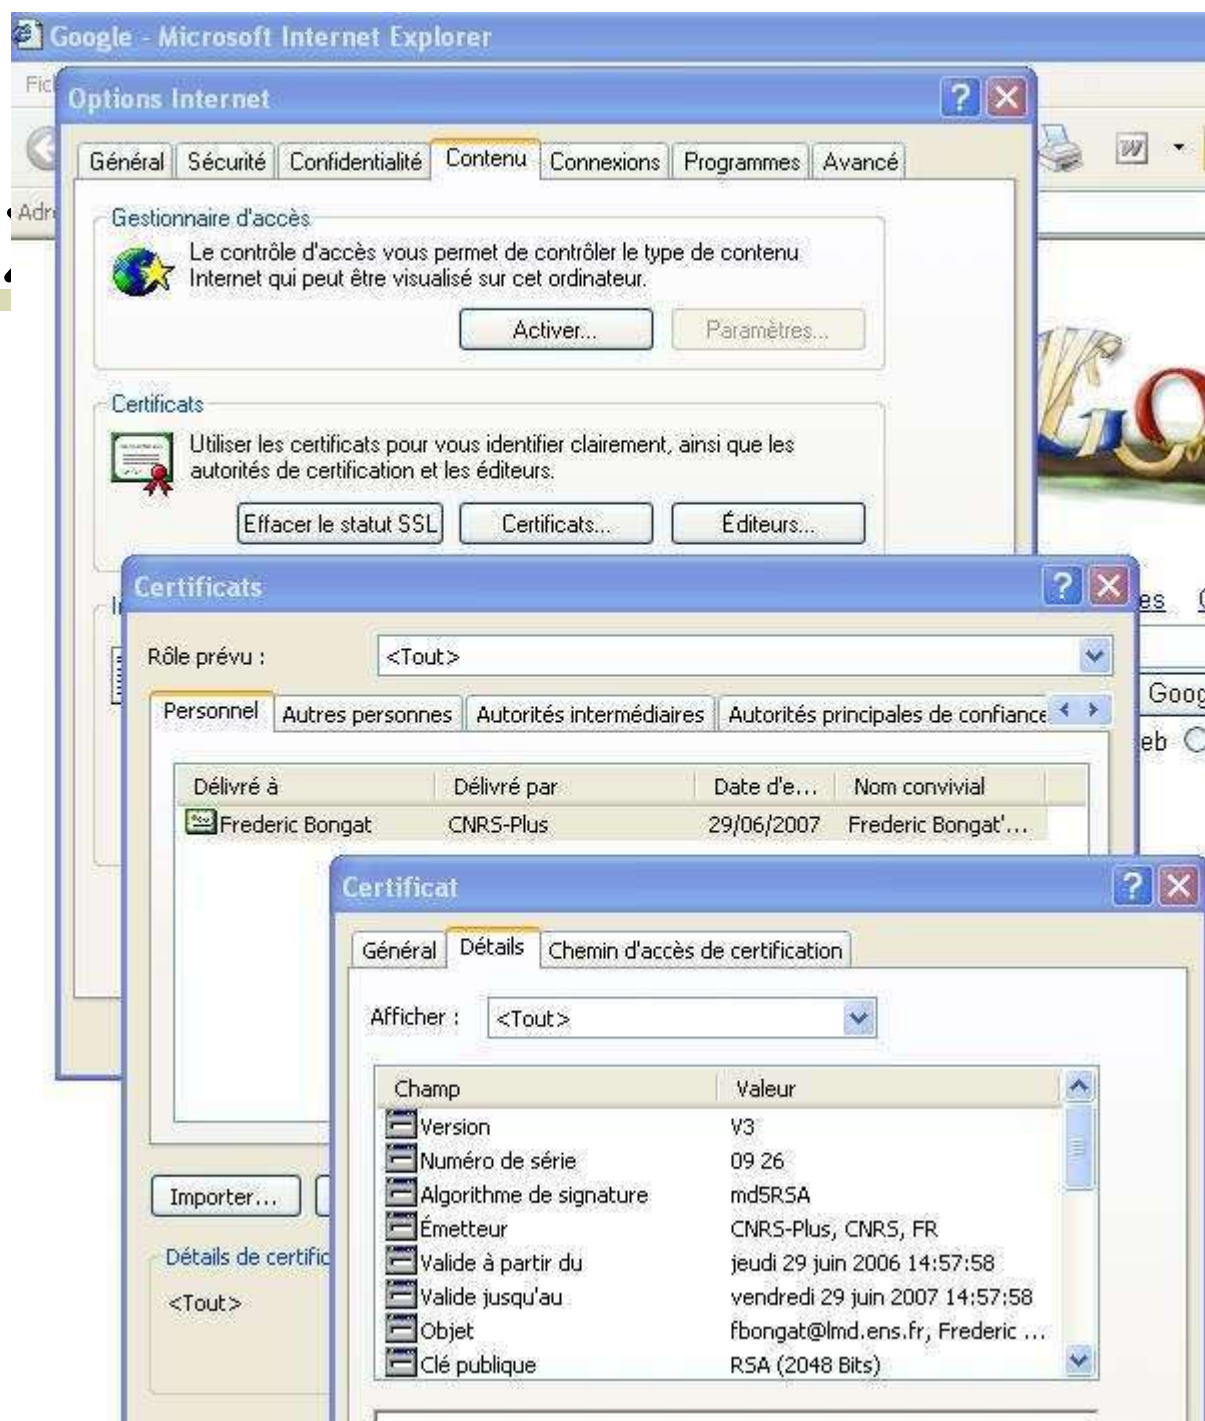 Google - Microsoft Internet Explorer
Options Internet
Général Sécurité Confidentialité Contenu Connexions Programmes Avancé
Gestionnaire d'accès
Le contrôle d'accès vous permet de contrôler le type de contenu
Internet qui peut être visualisé sur cet ordinateur.
Activer... Paramètres...
Certificats
Utiliser les certificats pour vous identifier clairement, ainsi que les
autorités de certification et les éditeurs.
Effacer le statut SSL Certificats... Éditeurs...
Certificats
Rôle prévu : <Tout>
Personnel Autres personnes Autorités intermédiaires Autorités principales de confiance
Délivré à Délivré par Date d'e... Nom convivial
Frederic Bongat CNRS-Plus 29/06/2007 Frederic Bongat'...
Certificat
Général Détails Chemin d'accès de certification
Afficher : <Tout>
Champ Valeur
Version V3
Numéro de série 09 26
Algorithme de signature md5RSA
Émetteur CNRS-Plus, CNRS, FR
Valide à partir du jeudi 29 juin 2006 14:57:58
Valide jusqu'au vendredi 29 juin 2007 14:57:58
Objet fbongat@lmd.ens.fr, Frederic ...
Clé publique RSA (2048 Bits)
Importer...
Détails de certific
<Tout>